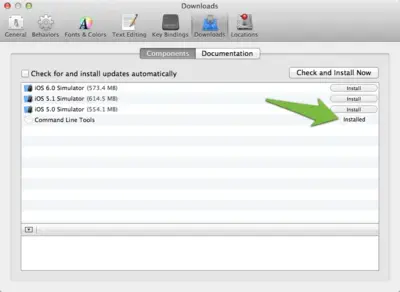 Downloads
General Behaviors Fonts & Colors Text Editing Key Bindings Downloads Locations
Components Documentation
Check for and install updates automatically Check and Install Now
iOS 6.0 Simulator (573.4 MB) Install
iOS 5.1 Simulator (614.5 MB) Install
iOS 5.0 Simulator (554.1 MB) Install
Command Line Tools Installed